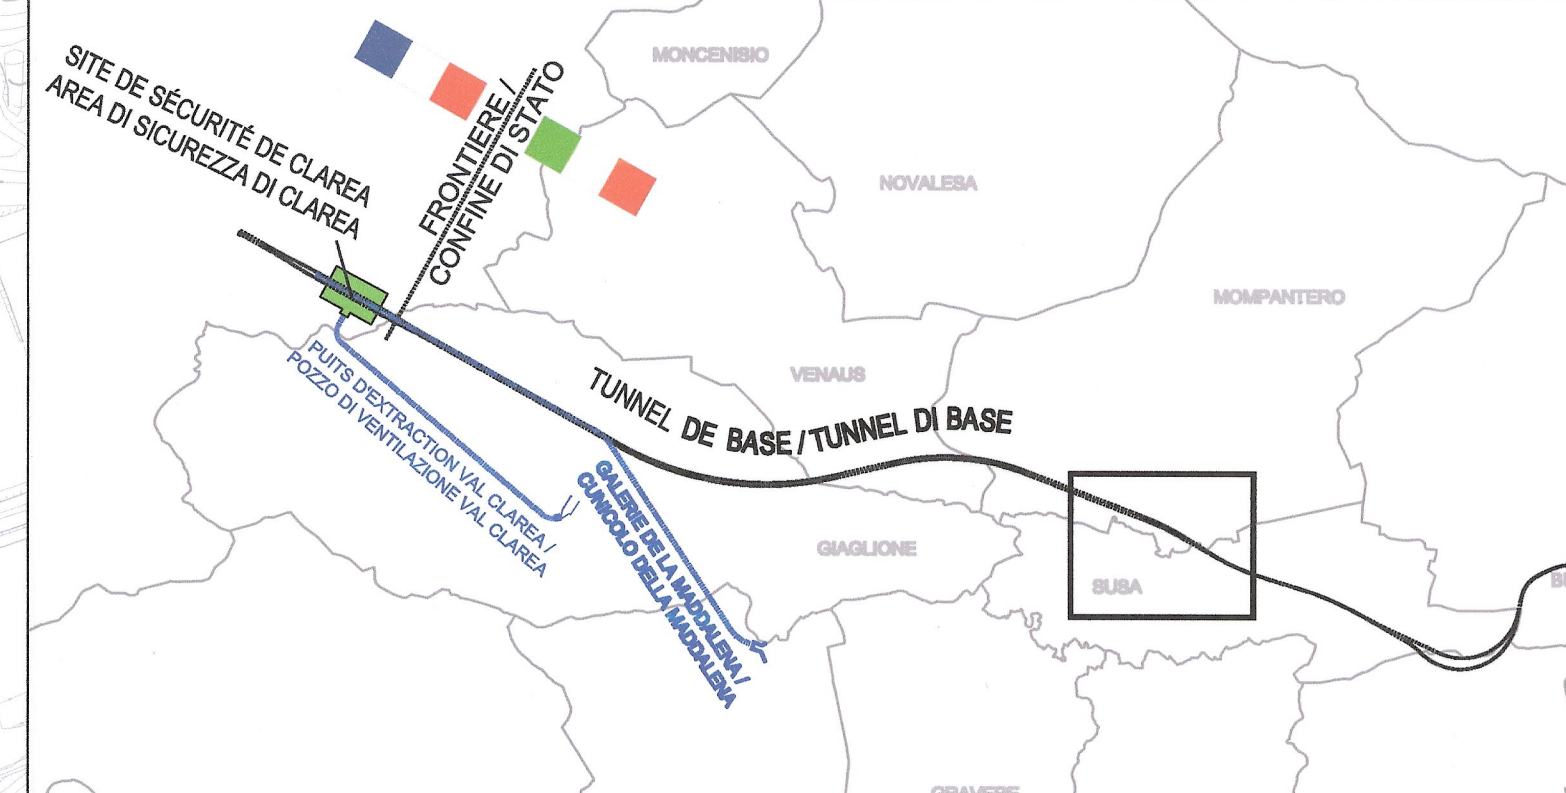 SITE DE SÉCURITÉ DE CLAREA
AREA DI SICUREZZA DI CLAREA
FRONTIERE /
CONFINE DI STATO
MONCENISIO
NOVALESA
MOMPANTERO
VENAUS
TUNNEL DE BASE / TUNNEL DI BASE
PUITS D'EXTRACTION VAL CLAREA /
POZZO DI VENTILAZIONE VAL CLAREA
GALERIE DE LA MADDALENA /
CUNICOLO DELLA MADDALENA
GIAGLIONE
SUSA
GRAVERE